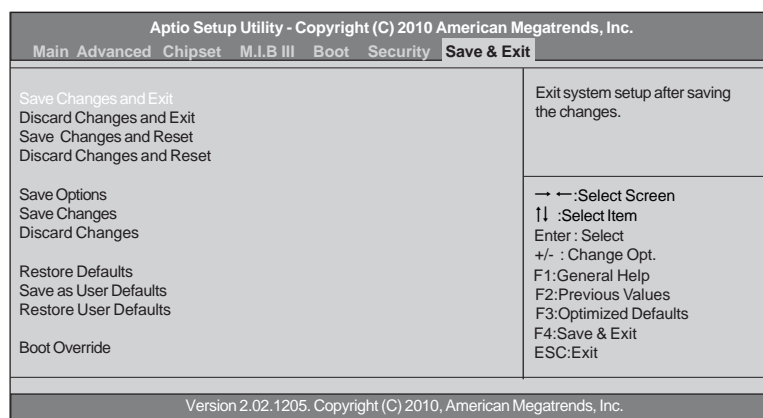 Aptio Setup Utility - Copyright (C) 2010 American Megatrends, Inc.
Main Advanced Chipset M.I.B III Boot Security Save & Exit
Save Changes and Exit
Discard Changes and Exit
Save Changes and Reset
Discard Changes and Reset
Save Options
Save Changes
Discard Changes
Restore Defaults
Save as User Defaults
Restore User Defaults
Boot Override
Exit system setup after saving
the changes.
→ ←:Select Screen
↑↓ :Select Item
Enter : Select
+/- : Change Opt.
F1:General Help
F2:Previous Values
F3:Optimized Defaults
F4:Save & Exit
ESC:Exit
Version 2.02.1205. Copyright (C) 2010, American Megatrends, Inc.